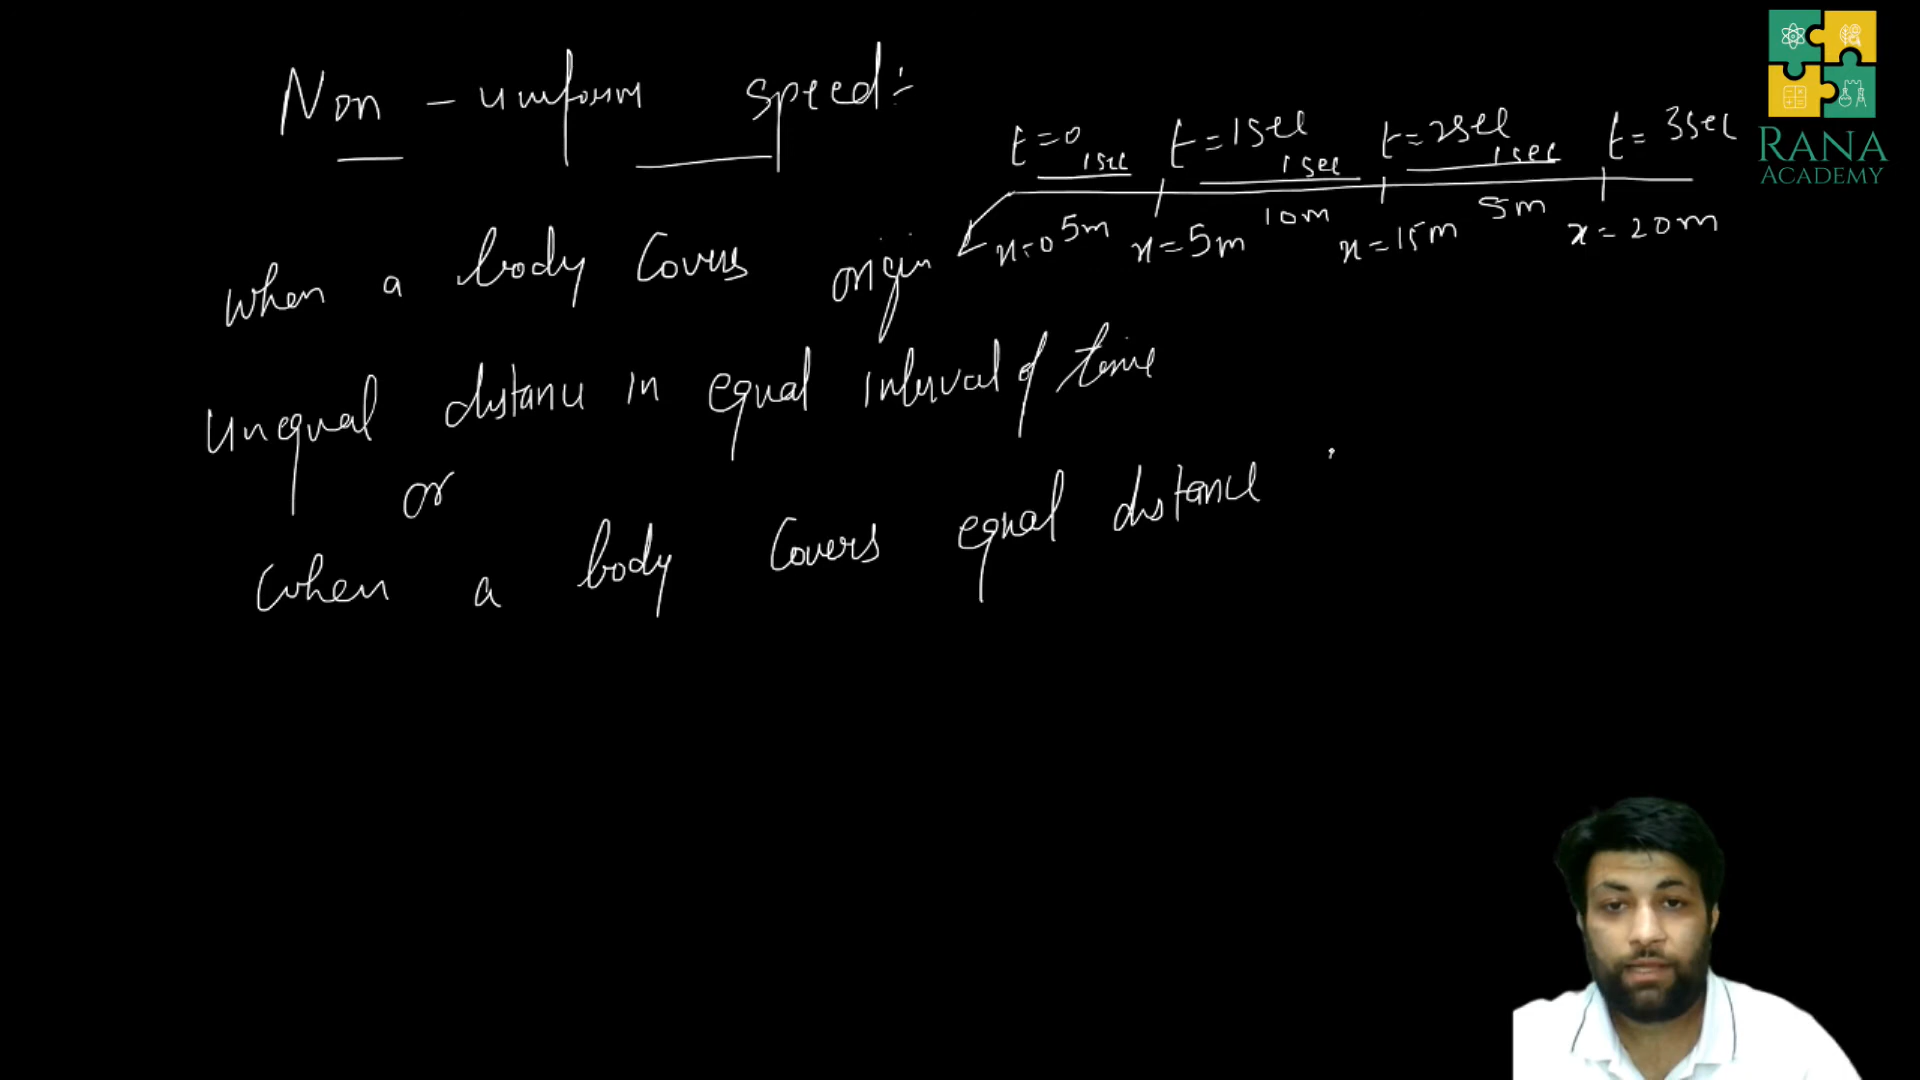 Non-uniform speed:-
RANA
ACADEMY
t=0 t=1sec t=2sec t=3sec
1sec 1sec 1sec
5m 10m 5m
x=0 x=5m x=15m x=20m
when a body covers origin
unequal distance in equal interval of time
or
when a body covers equal distance